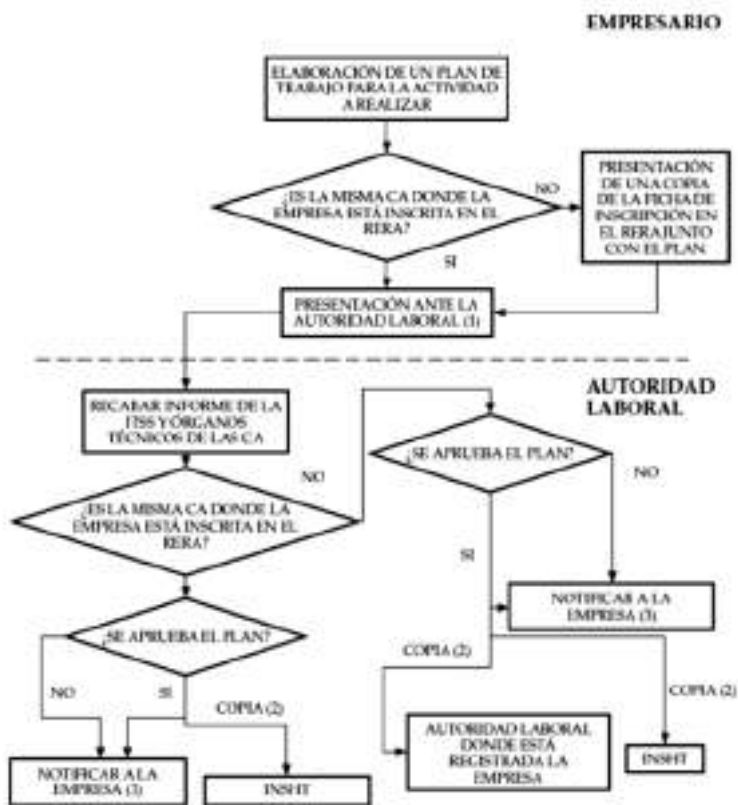 EMPRESARIO
ELABORACIÓN DE UN PLAN DE
TRABAJO PARA LA ACTIVIDAD
A REALIZAR
¿ES LA MISMA CA DONDE LA
EMPRESA ESTÁ INSCRITA EN EL
RERA?
NO
PRESENTACIÓN
DE UNA COPIA
DE LA FICHA DE
INSCRIPCIÓN EN
EL RERA JUNTO
CON EL PLAN
SI
PRESENTACIÓN ANTE LA
AUTORIDAD LABORAL (1)
AUTORIDAD
LABORAL
RECABAR INFORME DE LA
ITSS Y ÓRGANOS
TÉCNICOS DE LAS CA
NO
¿SE APRUEBA EL PLAN?
NO
¿ES LA MISMA CA DONDE LA
EMPRESA ESTÁ INSCRITA EN EL
RERA?
SI
NOTIFICAR A LA
EMPRESA (3)
¿SE APRUEBA EL PLAN?
COPIA (2)
NO
SI
COPIA (2)
COPIA (2)
AUTORIDAD LABORAL
DONDE ESTÁ
REGISTRADA LA
EMPRESA
INSHT
NOTIFICAR A LA
EMPRESA (3)
INSHT